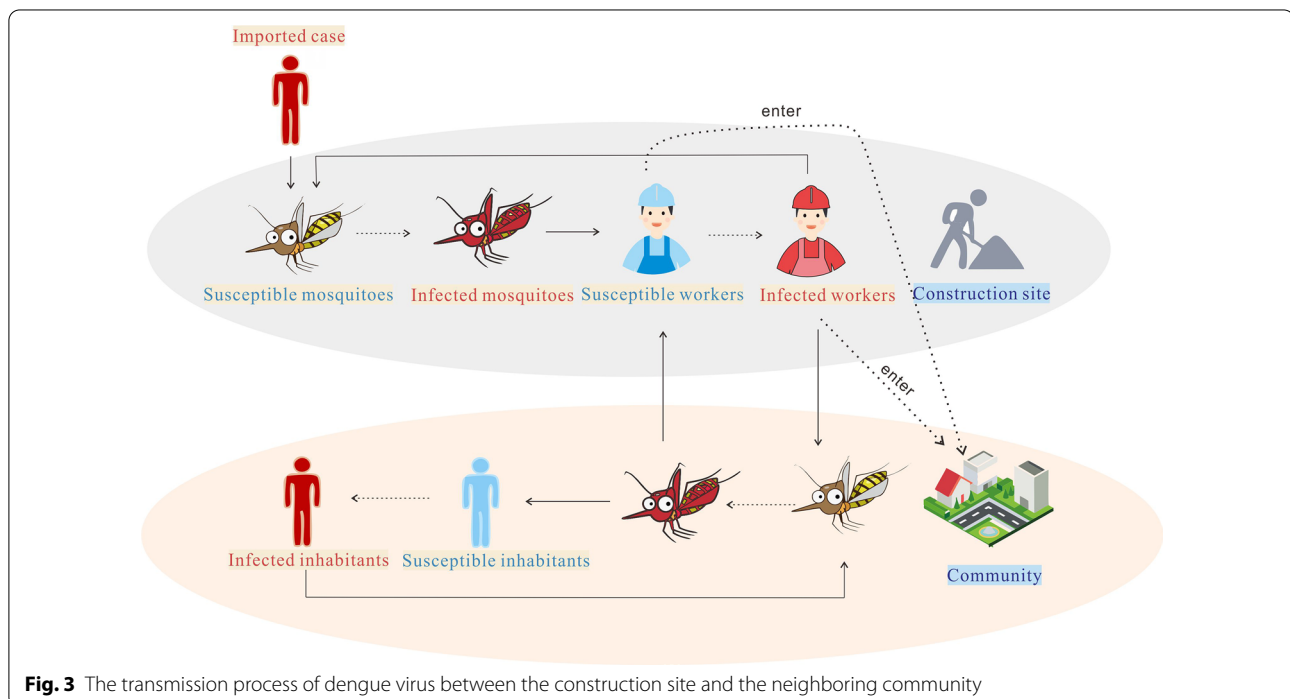 Imported case
enter
Susceptible mosquitoes Infected mosquitoes Susceptible workers Infected workers Construction site
enter
Infected inhabitants Susceptible inhabitants Community
Fig. 3 The transmission process of dengue virus between the construction site and the neighboring community